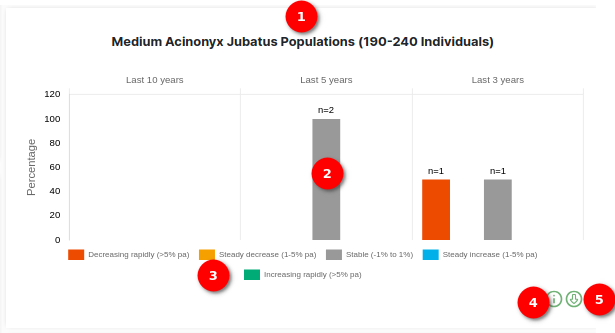 1
Medium Acinonyx Jubatus Populations (190-240 Individuals)
Last 10 years Last 5 years Last 3 years
120
100
80
60
40
20
0
Percentage
n=2
2
n=1 n=1
Decreasing rapidly (>5% pa) Steady decrease (1-5% pa) Stable (-1% to 1%) Steady increase (1-5% pa)
3 Increasing rapidly (>5% pa)
4 i 5